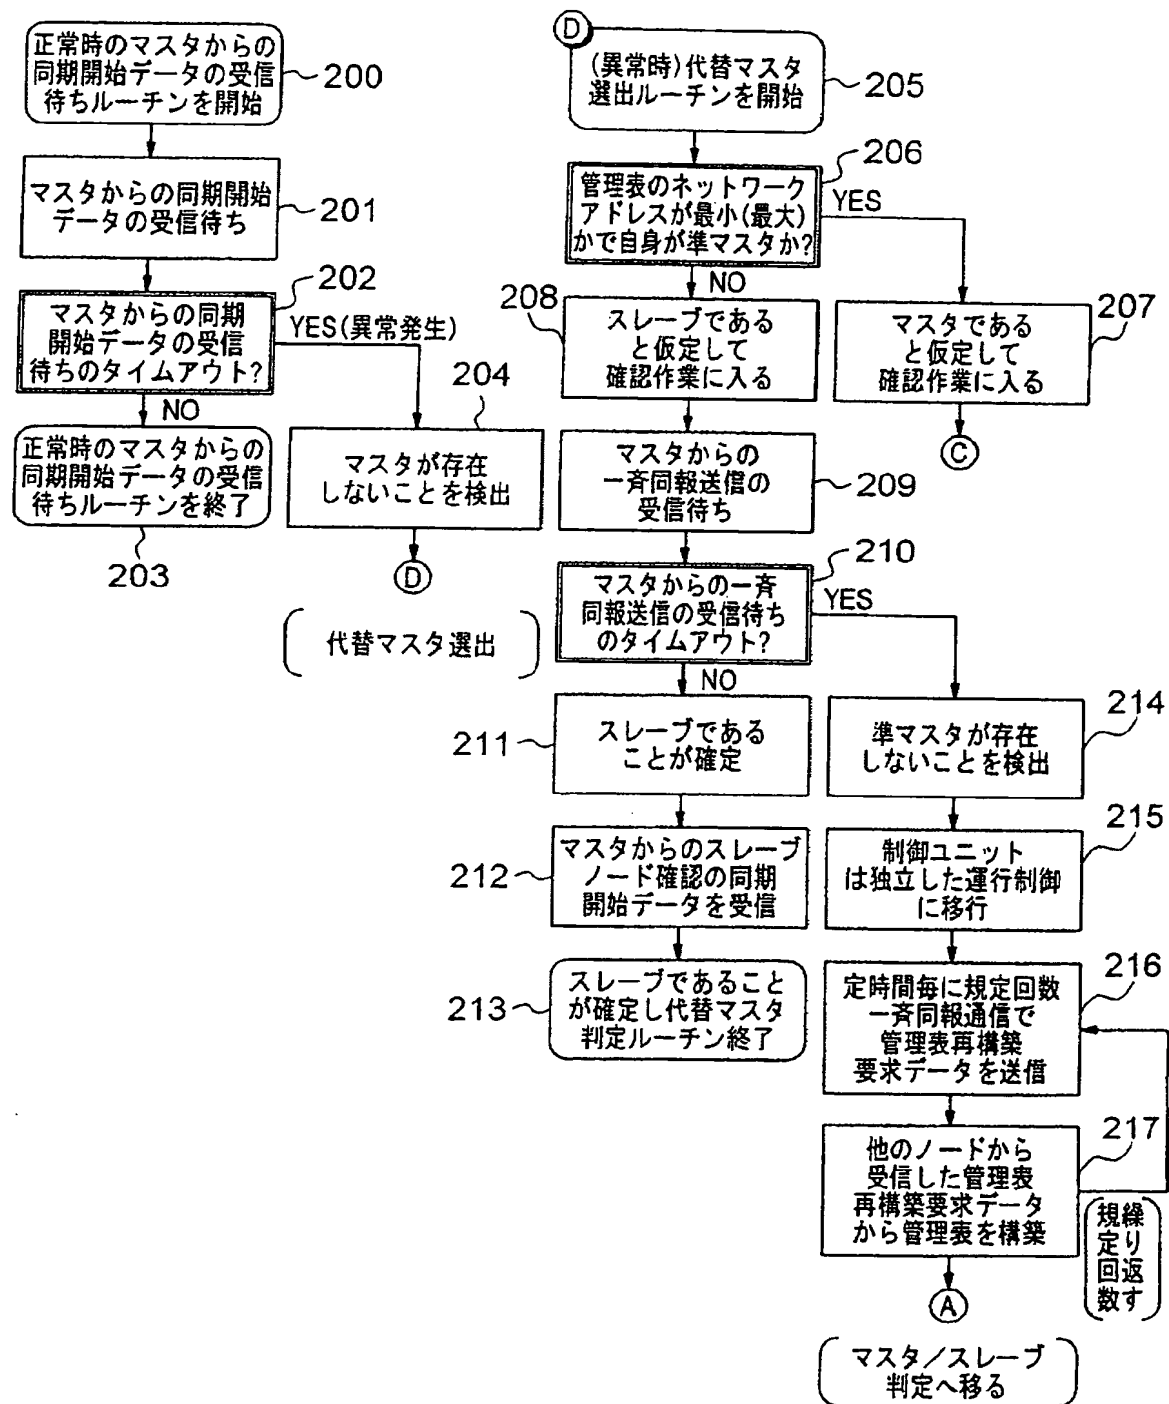 正常時のマスタからの
同期開始データの受信
待ちルーチンを開始
200
マスタからの同期開始
データの受信待ち
201
マスタからの同期
開始データの受信
待ちのタイムアウト?
202
YES(異常発生)
NO
正常時のマスタからの
同期開始データの受信
待ちルーチンを終了
203
204
マスタが存在
しないことを検出
D
代替マスタ選出
D
(異常時)代替マスタ
選出ルーチンを開始
205
206
管理表のネットワーク
アドレスが最小(最大)
かで自身が準マスタか?
YES
NO
207
マスタである
と仮定して
確認作業に入る
C
208
スレーブである
と仮定して
確認作業に入る
マスタからの
一斉同報送信の
受信待ち
209
210
マスタからの一斉
同報送信の受信待ち
のタイムアウト?
YES
NO
211
スレーブである
ことが確定
212
マスタからのスレーブ
ノード確認の同期
開始データを受信
213
スレーブであること
が確定し代替マスタ
判定ルーチン終了
214
準マスタが存在
しないことを検出
215
制御ユニット
は独立した運行制御
に移行
216
定時間毎に規定回数
一斉同報通信で
管理表再構築
要求データを送信
217
他のノードから
受信した管理表
再構築要求データ
から管理表を構築
繰り返す
規定回数
A
マスタ/スレーブ
判定へ移る